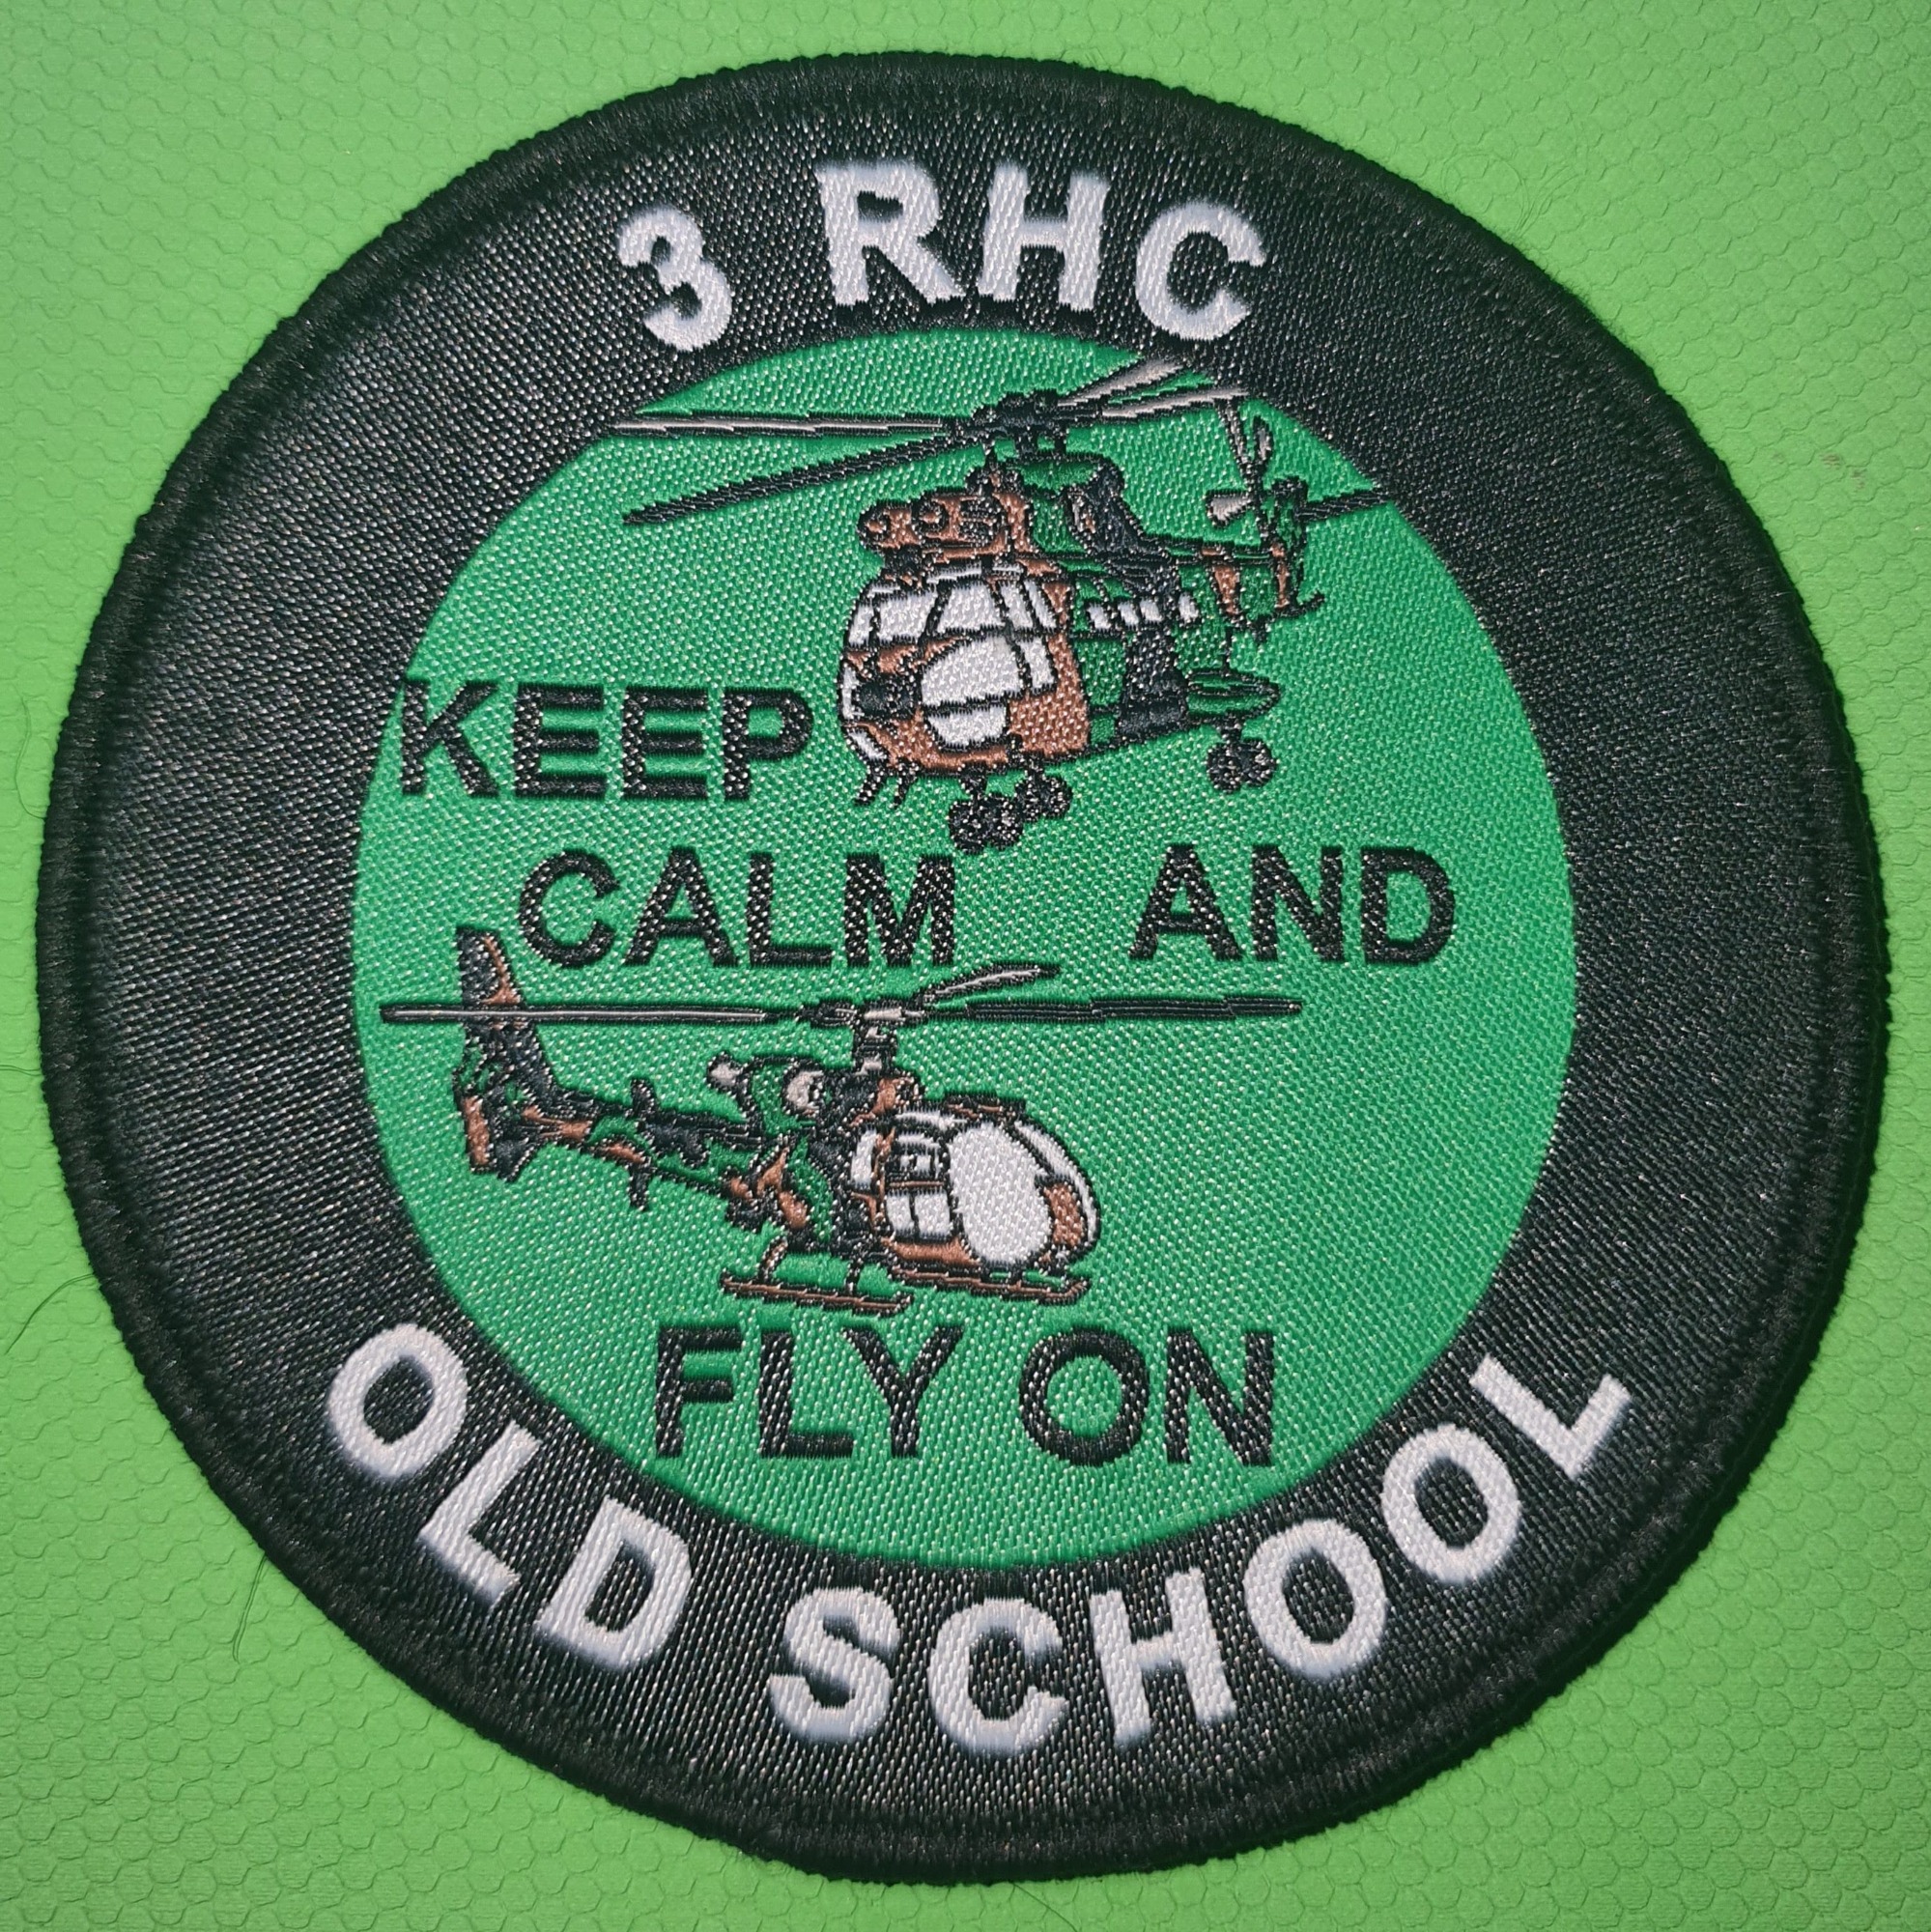 3 RHC
KEEP
CALM AND
FLY ON
OLD SCHOOL